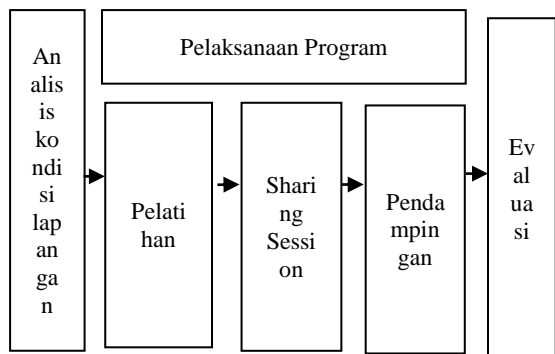 An
alis
is
ko
ndi
si
lap
an
ga
n
Pelaksanaan Program
Pelati
han
Shari
ng
Sessi
on
Penda
mpin
gan
Ev
al
ua
si